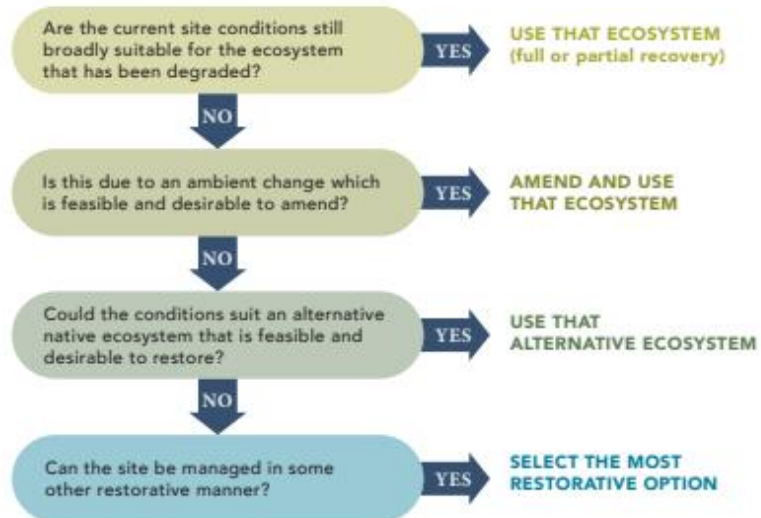 Are the current site conditions still
broadly suitable for the ecosystem
that has been degraded?
YES
USE THAT ECOSYSTEM
(full or partial recovery)
NO
Is this due to an ambient change which
is feasible and desirable to amend?
YES
AMEND AND USE
THAT ECOSYSTEM
NO
Could the conditions suit an alternative
native ecosystem that is feasible and
desirable to restore?
YES
USE THAT
ALTERNATIVE ECOSYSTEM
NO
Can the site be managed in some
other restorative manner?
YES
SELECT THE MOST
RESTORATIVE OPTION